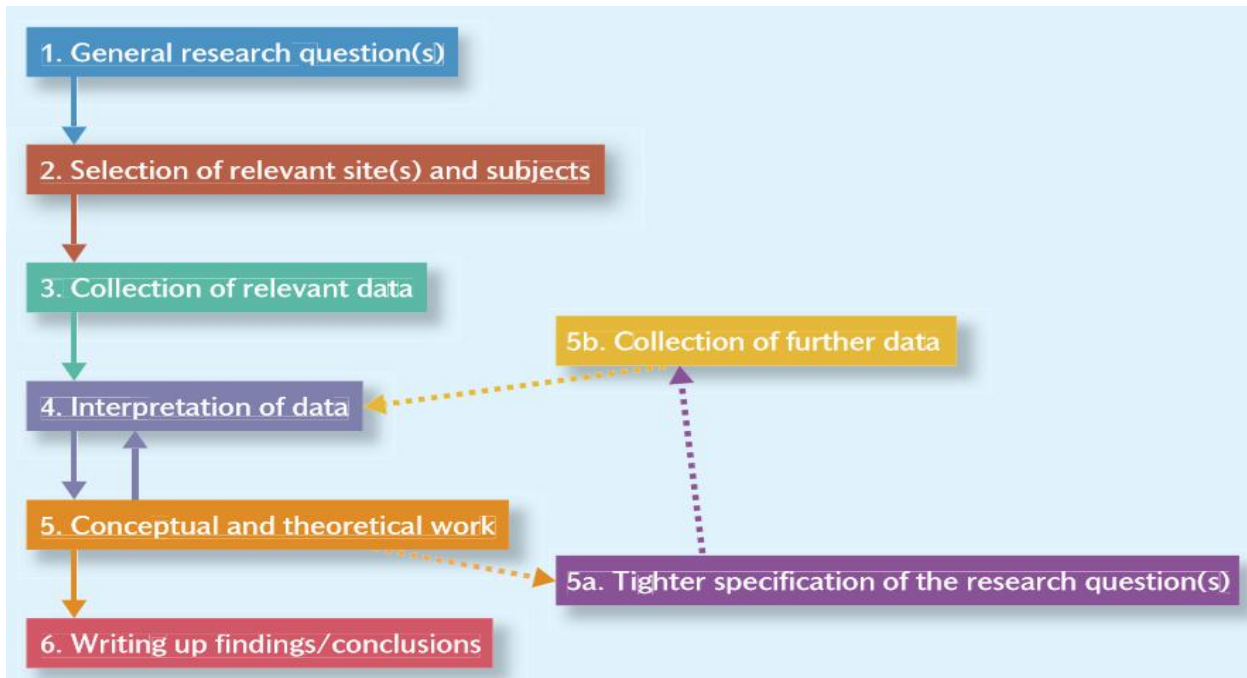 1. General research question(s)
2. Selection of relevant site(s) and subjects
3. Collection of relevant data
5b. Collection of further data
4. Interpretation of data
5. Conceptual and theoretical work
5a. Tighter specification of the research question(s)
6. Writing up findings/conclusions